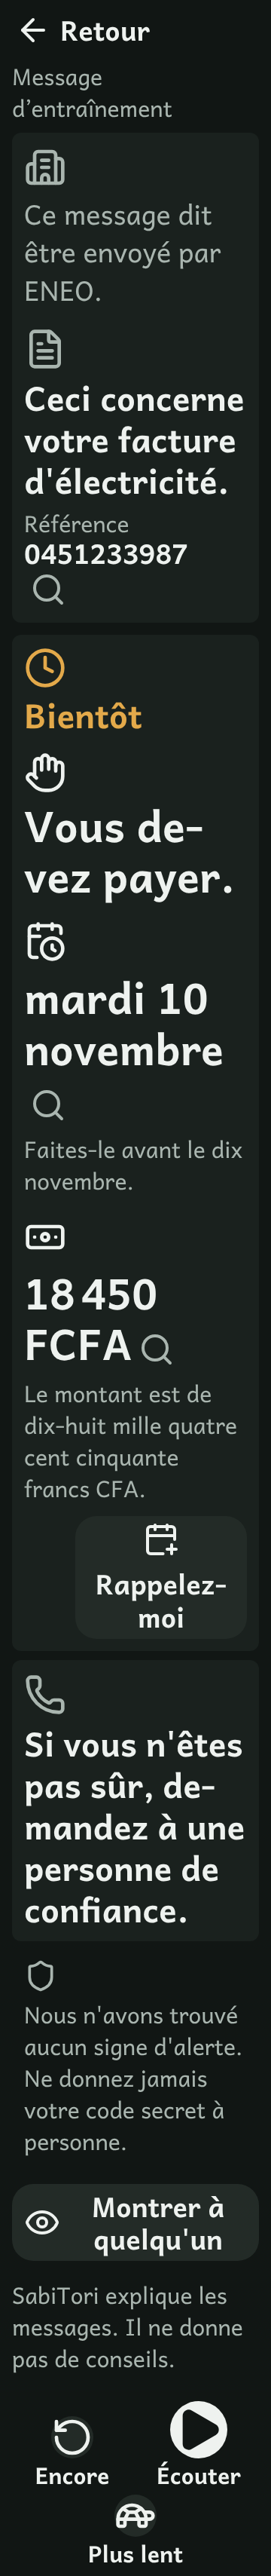 Retour
Message
d’entraînement
Ce message dit
être envoyé par
ENEO.
Ceci concerne
votre facture
d'électricité.
Référence
0451233987
Bientôt
Vous de-
vez payer.
mardi 10
novembre
Faites-le avant le dix
novembre.
18 450
FCFA
Le montant est de
dix-huit mille quatre
cent cinquante
francs CFA.
Rappelez-
moi
Si vous n'êtes
pas sûr, de-
mandez à une
personne de
confiance.
Nous n'avons trouvé
aucun signe d'alerte.
Ne donnez jamais
votre code secret à
personne.
Montrer à
quelqu'un
SabiTori explique les
messages. Il ne donne
pas de conseils.
Encore
Écouter
Plus lent